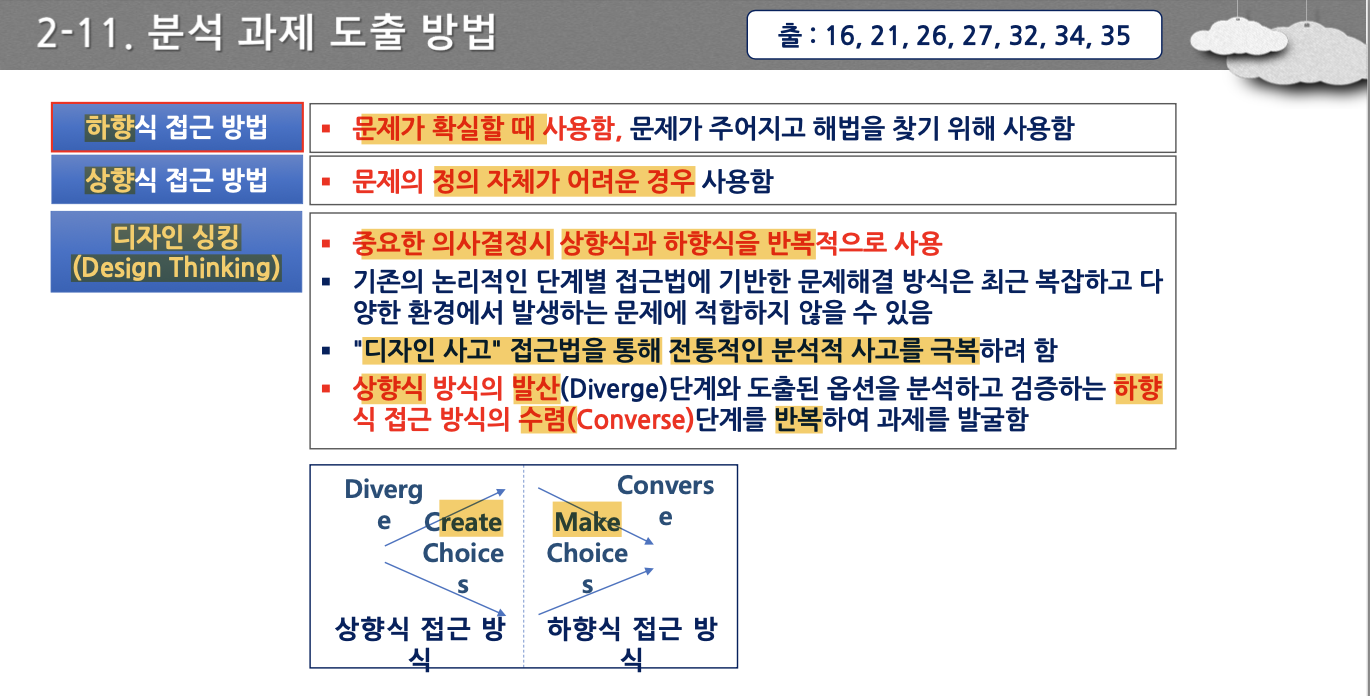 2-11. 분석 과제 도출 방법
출 : 16, 21, 26, 27, 32, 34, 35
하향식 접근 방법
▪ 문제가 확실할 때 사용함, 문제가 주어지고 해법을 찾기 위해 사용함
상향식 접근 방법
▪ 문제의 정의 자체가 어려운 경우 사용함
디자인 싱킹
(Design Thinking)
▪ 중요한 의사결정시 상향식과 하향식을 반복적으로 사용
▪ 기존의 논리적인 단계별 접근법에 기반한 문제해결 방식은 최근 복잡하고 다
양한 환경에서 발생하는 문제에 적합하지 않을 수 있음
▪ "디자인 사고" 접근법을 통해 전통적인 분석적 사고를 극복하려 함
▪ 상향식 방식의 발산(Diverge)단계와 도출된 옵션을 분석하고 검증하는 하향
식 접근 방식의 수렴(Converse)단계를 반복하여 과제를 발굴함
Diverg
e
Create
Choice
s
상향식 접근 방
식
Convers
e
Make
Choice
s
하향식 접근 방
식